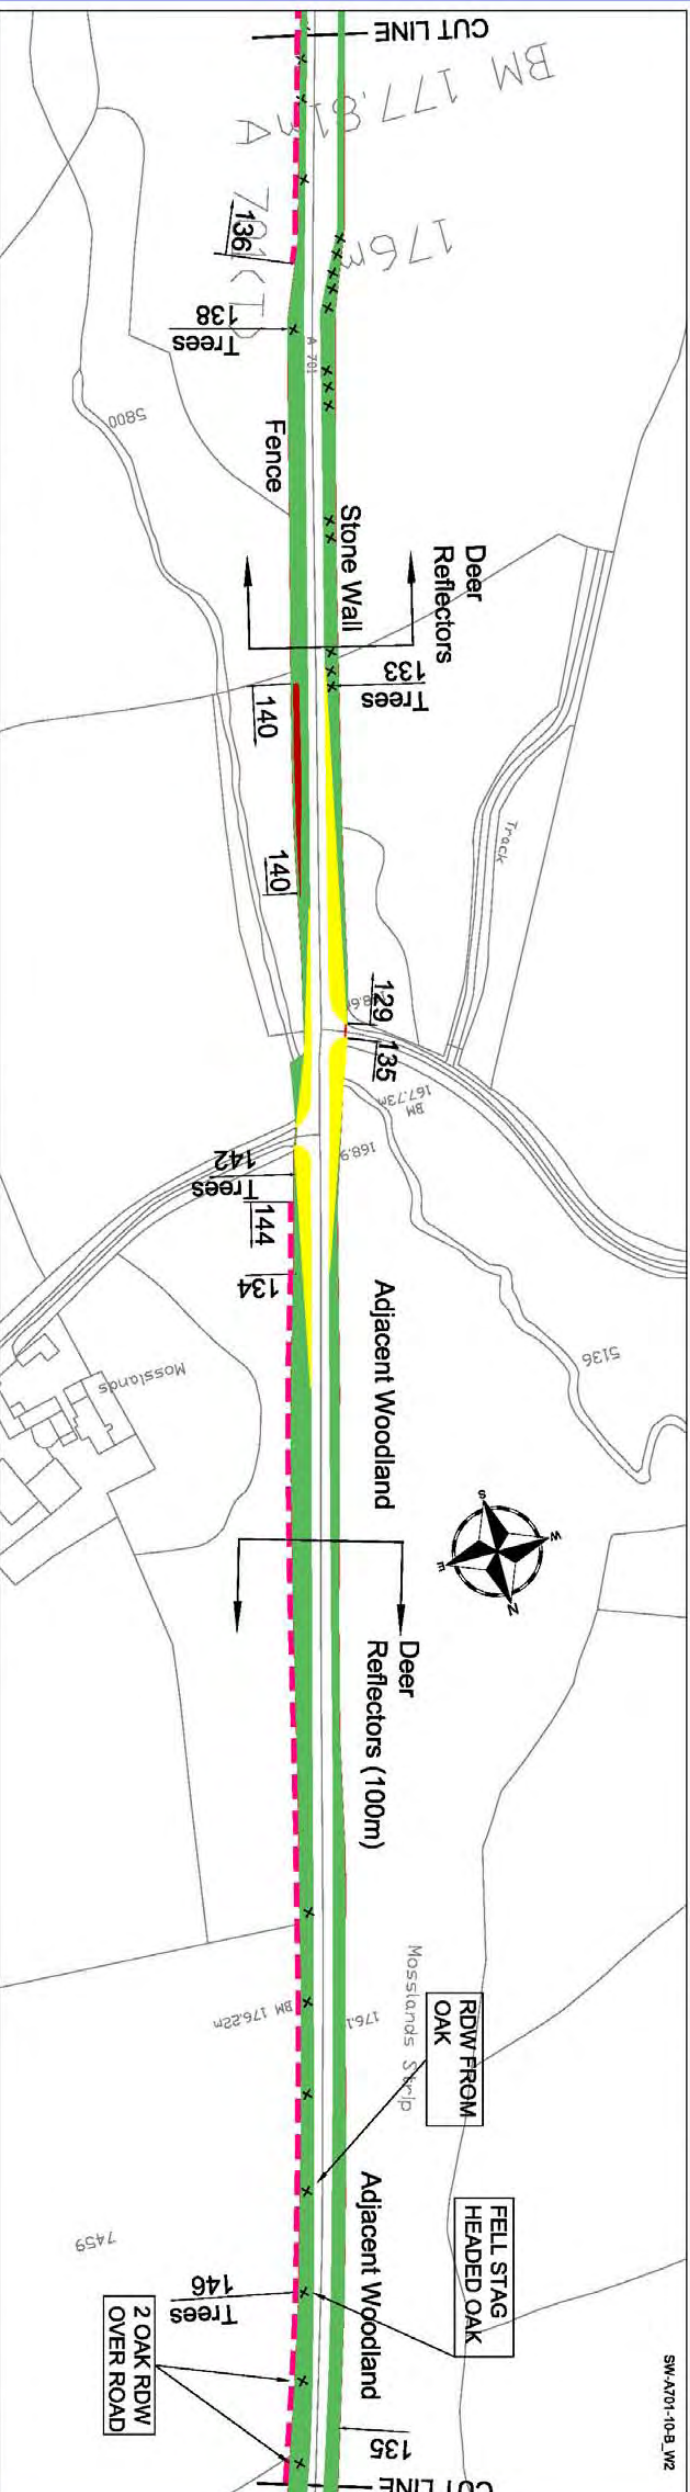 CUT LINE
BM 177.81m
A 701(T)
136
176m
138
Trees
A 701
5800
Fence
Stone Wall
Deer
Reflectors
133
Trees
140
140
Track
129
135
BM
167.73m
168.9
142
Trees
144
134
Adjacent Woodland
5136
Mosslands
S
W
E
N
Deer
Reflectors (100m)
Mosslands Strip
BM 176.22m
176.1
RDW FROM
OAK
Adjacent Woodland
FELL STAG
HEADED OAK
7459
146
Trees
2 OAK RDW
OVER ROAD
135
CUT LINE
SW-A701-10-B_W2